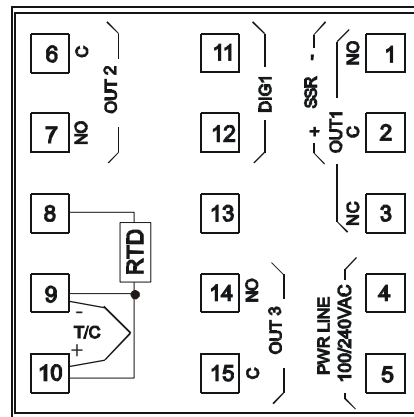 6 C
OUT 2
7 NO
11
DIG1
12
- SSR +
NO 1
OUT1
C 2
NC 3
8
RTD
9
- T/C +
10
13
14 NO
OUT 3
15 C
PWR LINE
100/240VAC
4
5